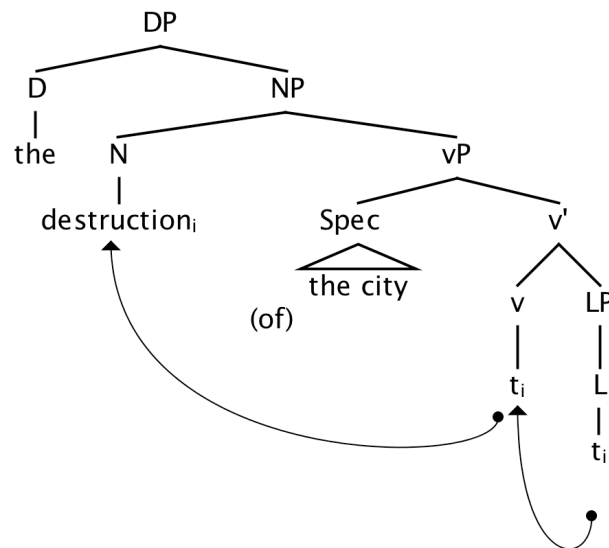 DP
D NP
the N vP
destructionᵢ Spec v'
the city v LP
(of)
tᵢ L
tᵢ